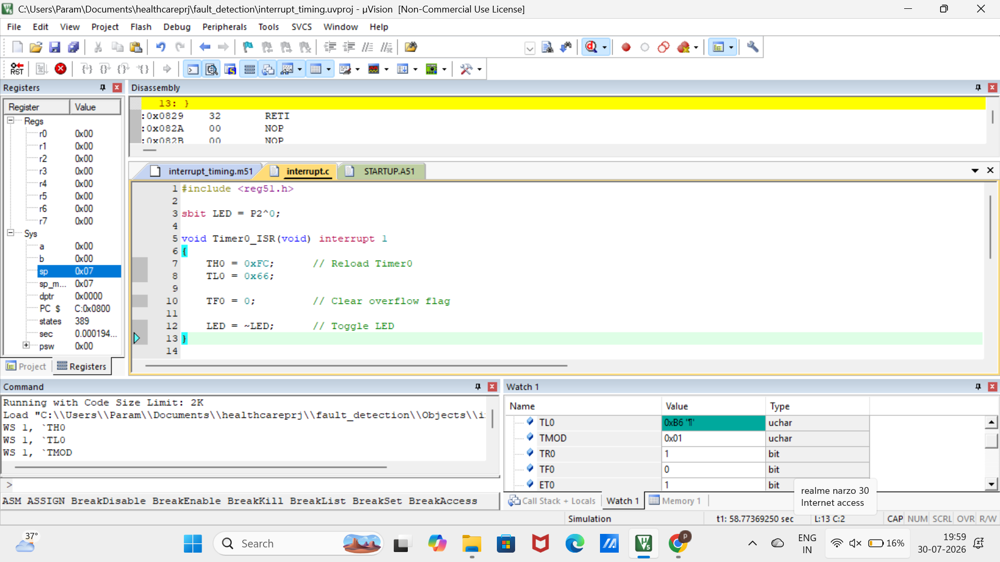 C:\Users\Param\Documents\healthcareprj\fault_detection\interrupt_timing.uvproj - µVision  [Non-Commercial Use License]
File Edit View Project Flash Debug Peripherals Tools SVCS Window Help
RST
Registers
Register Value
Regs
r0 0x00
r1 0x00
r2 0x00
r3 0x00
r4 0x00
r5 0x00
r6 0x00
r7 0x00
Sys
a 0x00
b 0x00
sp 0x07
sp_m... 0x07
dptr 0x0000
PC $ C:0x0800
states 389
sec 0.000194...
psw 0x00
Project Registers
Disassembly
13: }
:0x0829 32 RETI
:0x082A 00 NOP
:0x082B 00 NOP
interrupt_timing.m51 interrupt.c STARTUP.A51
1 #include <reg51.h>
2
3 sbit LED = P2^0;
4
5 void Timer0_ISR(void) interrupt 1
6 {
7 TH0 = 0xFC; // Reload Timer0
8 TL0 = 0x66;
9
10 TF0 = 0; // Clear overflow flag
11
12 LED = ~LED; // Toggle LED
13 }
14
Command
Running with Code Size Limit: 2K
Load "C:\\Users\\Param\\Documents\\healthcareprj\\fault_detection\\Objects\\i
WS 1, `TH0
WS 1, `TL0
WS 1, `TMOD
>
ASM ASSIGN BreakDisable BreakEnable BreakKill BreakList BreakSet BreakAccess
Watch 1
Name Value Type
TL0 0xB6 '¶' uchar
TMOD 0x01 uchar
TR0 1 bit
TF0 0 bit
ET0 1 bit
Call Stack + Locals Watch 1 Memory 1
realme narzo 30
Internet access
Simulation t1: 58.77369250 sec L:13 C:2 CAP NUM SCRL OVR R/W
37°
Search
ENG
IN
16%
19:59
30-07-2026